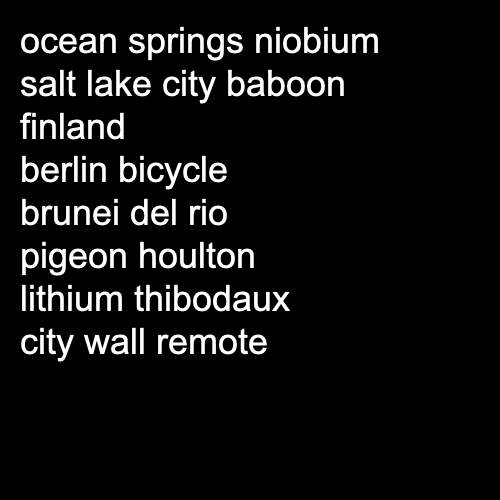 ocean springs niobium
salt lake city baboon
finland
berlin bicycle
brunei del rio
pigeon houlton
lithium thibodaux
city wall remote